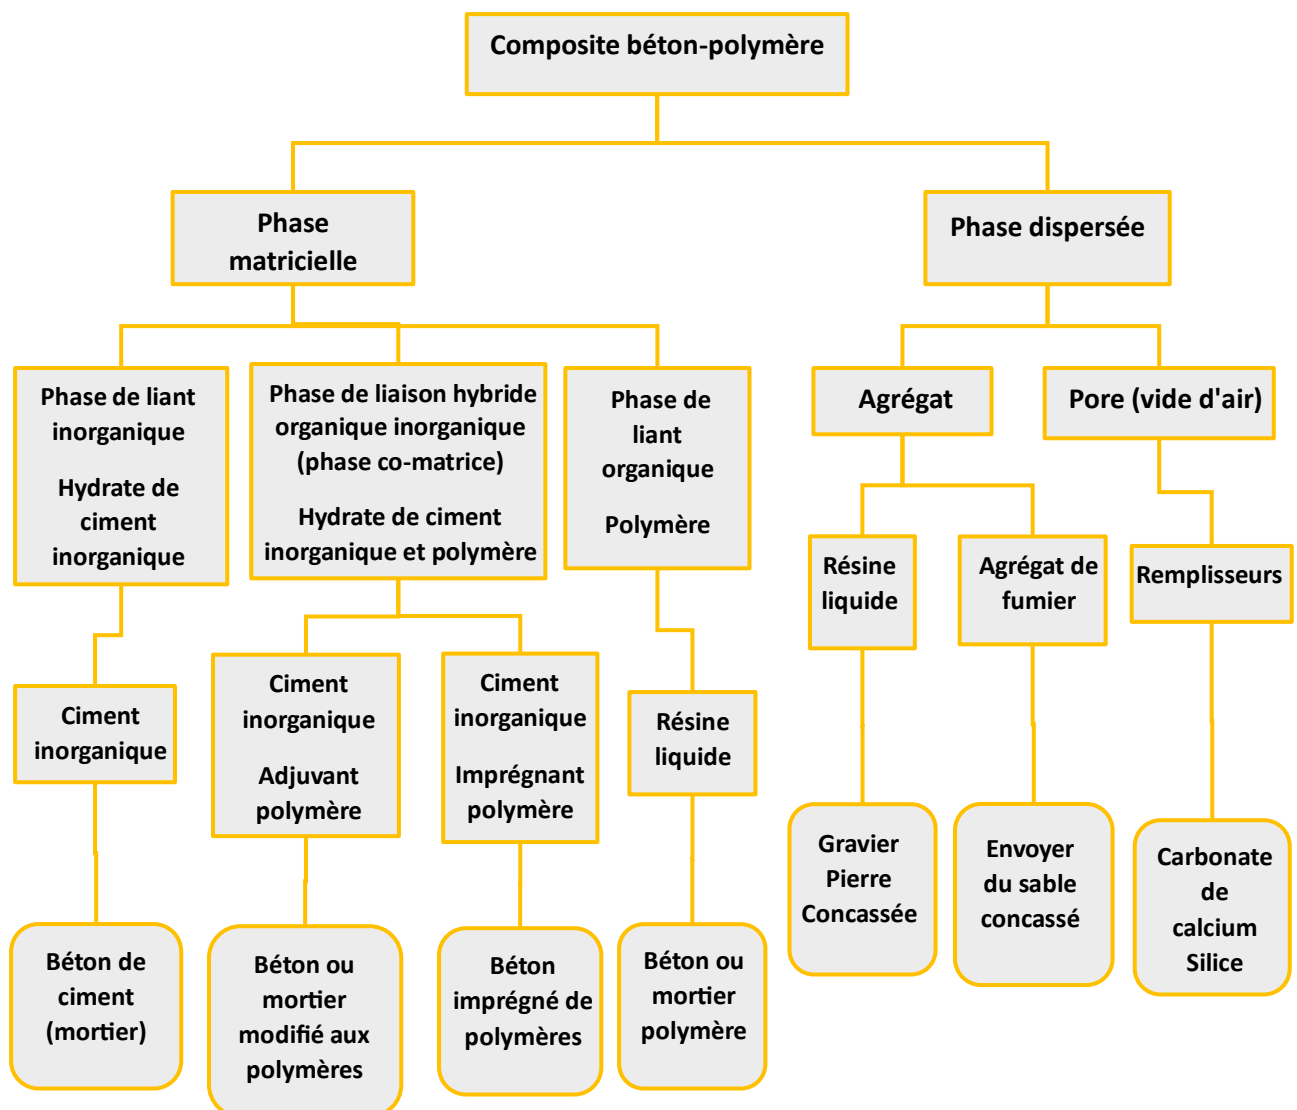 Composite béton-polymère
Phase
matricielle
Phase dispersée
Phase de liant
inorganique
Hydrate de
ciment
inorganique
Phase de liaison hybride
organique inorganique
(phase co-matrice)
Hydrate de ciment
inorganique et polymère
Phase de
liant
organique
Polymère
Agrégat
Pore (vide d'air)
Résine
liquide
Agrégat de
fumier
Remplisseurs
Ciment
inorganique
Ciment
inorganique
Adjuvant
polymère
Ciment
inorganique
Imprégnant
polymère
Résine
liquide
Gravier
Pierre
Concassée
Envoyer
du sable
concassé
Carbonate
de
calcium
Silice
Béton de
ciment
(mortier)
Béton ou
mortier
modifié aux
polymères
Béton
imprégné de
polymères
Béton ou
mortier
polymère